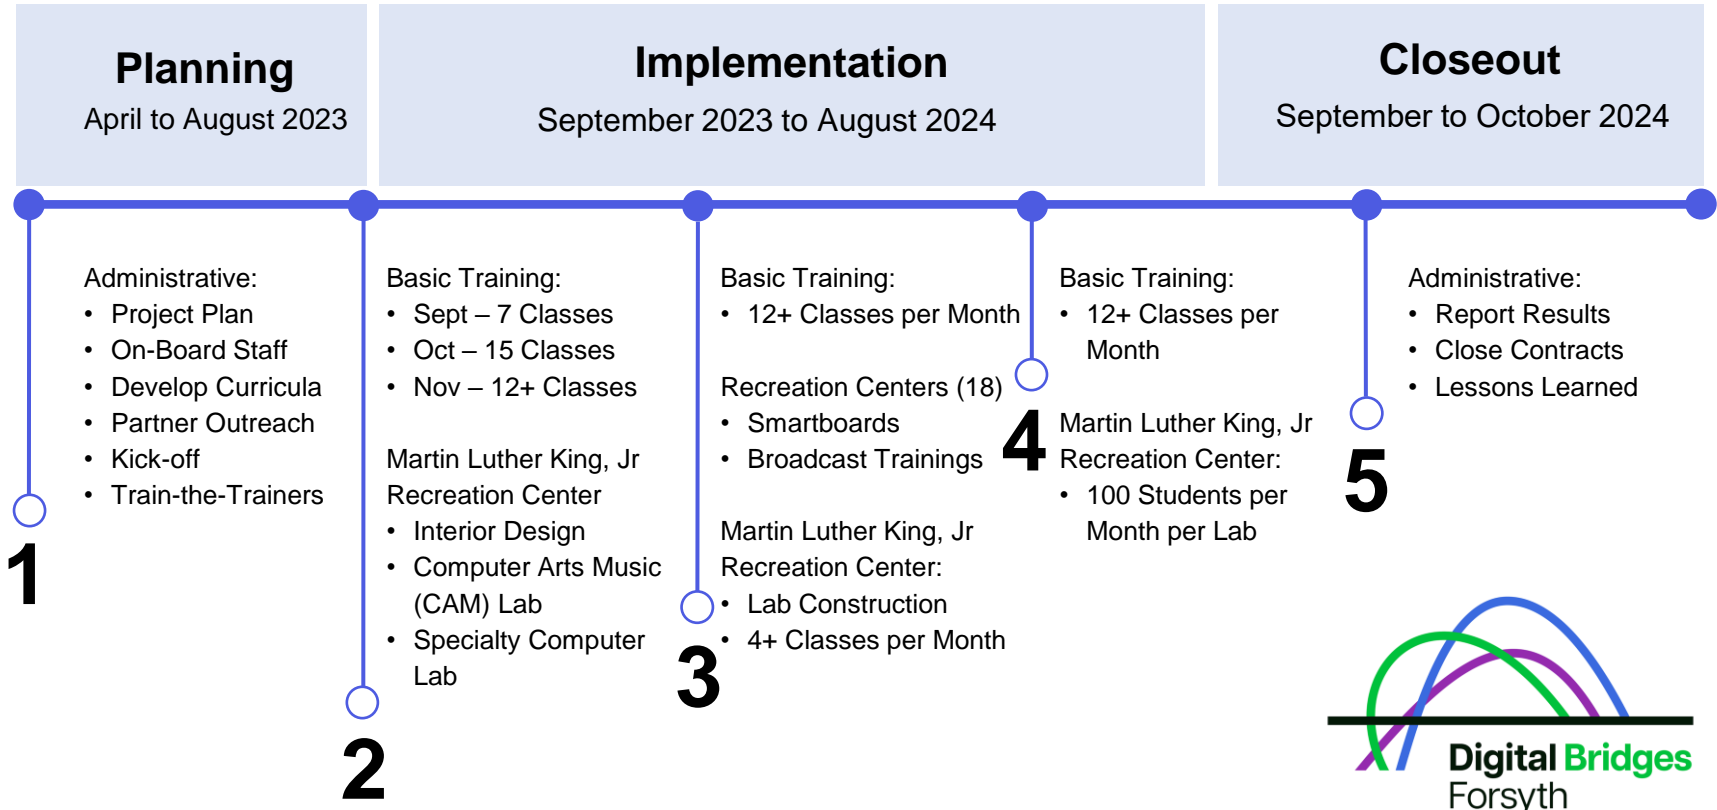 Planning
April to August 2023
Implementation
September 2023 to August 2024
Closeout
September to October 2024
Administrative:
• Project Plan
• On-Board Staff
• Develop Curricula
• Partner Outreach
• Kick-off
• Train-the-Trainers
1
Basic Training:
• Sept – 7 Classes
• Oct – 15 Classes
• Nov – 12+ Classes
Martin Luther King, Jr
Recreation Center
• Interior Design
• Computer Arts Music
(CAM) Lab
• Specialty Computer
Lab
2
Basic Training:
• 12+ Classes per Month
Recreation Centers (18)
• Smartboards
• Broadcast Trainings
Martin Luther King, Jr
Recreation Center:
• Lab Construction
• 4+ Classes per Month
3
Basic Training:
• 12+ Classes per
Month
Martin Luther King, Jr
Recreation Center:
• 100 Students per
Month per Lab
4
Administrative:
• Report Results
• Close Contracts
• Lessons Learned
5
Digital Bridges
Forsyth